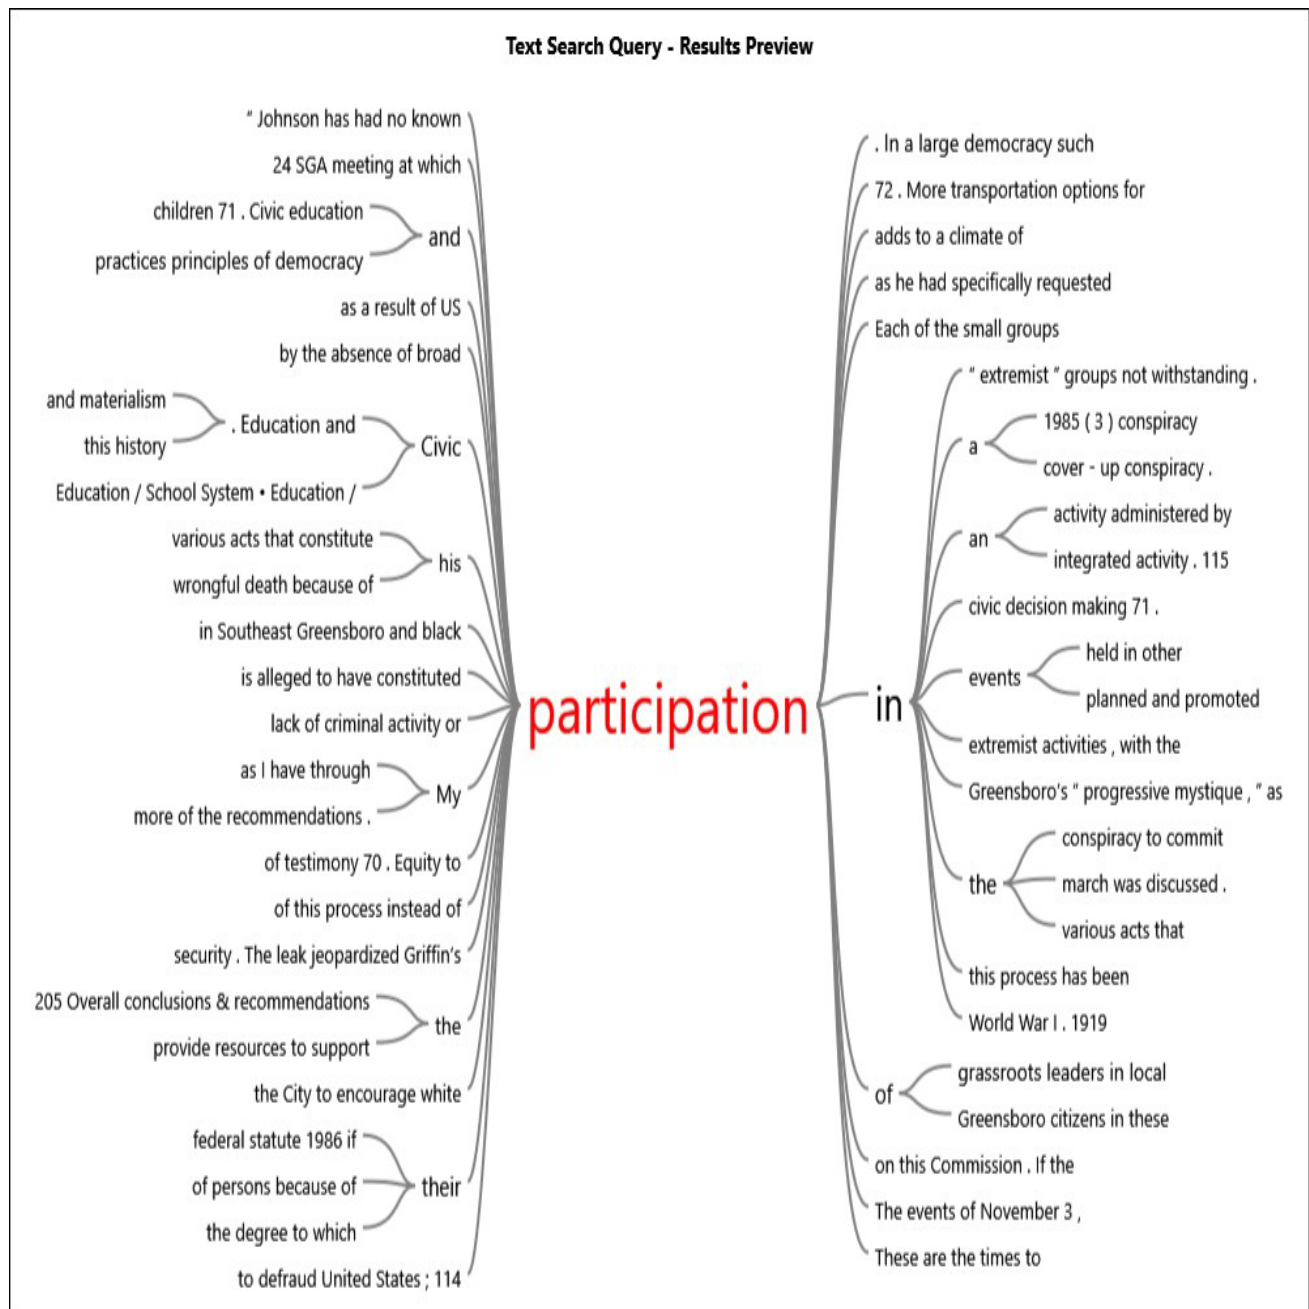 Text Search Query - Results Preview
“ Johnson has had no known
24 SGA meeting at which
children 71 . Civic education
practices principles of democracy
and
as a result of US
by the absence of broad
and materialism
this history
. Education and
Education / School System • Education /
Civic
various acts that constitute
wrongful death because of
his
in Southeast Greensboro and black
is alleged to have constituted
lack of criminal activity or
as I have through
more of the recommendations .
My
of testimony 70 . Equity to
of this process instead of
security . The leak jeopardized Griffin's
205 Overall conclusions & recommendations
provide resources to support
the
the City to encourage white
federal statute 1986 if
of persons because of
the degree to which
their
to defraud United States ; 114
participation
. In a large democracy such
72 . More transportation options for
adds to a climate of
as he had specifically requested
Each of the small groups
in
“ extremist ” groups not withstanding .
a
1985 ( 3 ) conspiracy
cover - up conspiracy .
an
activity administered by
integrated activity . 115
civic decision making 71 .
events
held in other
planned and promoted
extremist activities , with the
Greensboro's “ progressive mystique , ” as
the
conspiracy to commit
march was discussed .
various acts that
this process has been
World War I . 1919
of
grassroots leaders in local
Greensboro citizens in these
on this Commission . If the
The events of November 3 ,
These are the times to